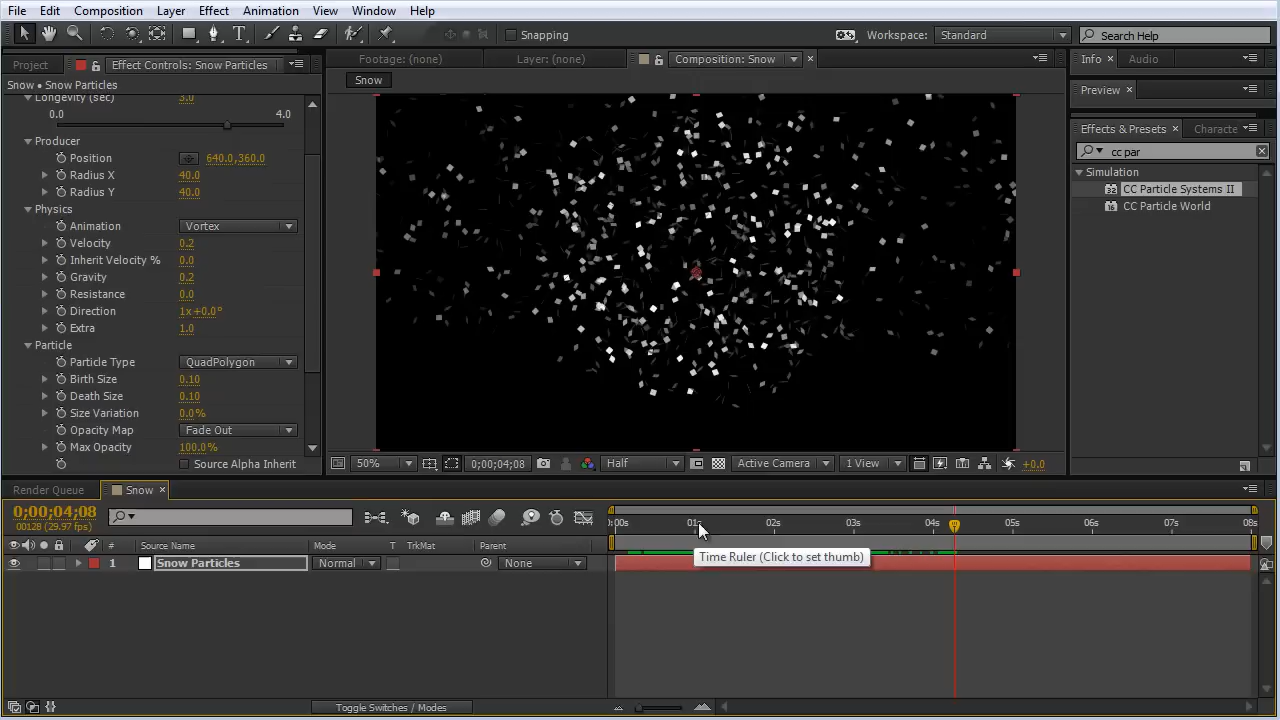 File Edit Composition Layer Effect Animation View Window Help
Snapping Workspace: Standard Search Help
Project Effect Controls: Snow Particles Footage: (none) Layer: (none) Composition: Snow Info Audio
Snow • Snow Particles Snow
Longevity (sec) 3.0
0.0 4.0
Producer
Position 640.0,360.0
Radius X 40.0
Radius Y 40.0
Physics
Animation Vortex
Velocity 0.2
Inherit Velocity % 0.0
Gravity 0.2
Resistance 0.0
Direction 1x+0.0°
Extra 1.0
Particle
Particle Type QuadPolygon
Birth Size 0.10
Death Size 0.10
Size Variation 0.0%
Opacity Map Fade Out
Max Opacity 100.0%
Source Alpha Inherit
Preview
Effects & Presets Characte
cc par
Simulation
32 CC Particle Systems II
16 CC Particle World
50% 0;00;04;08 Half Active Camera 1 View +0.0
Render Queue Snow
0;00;04;08
00128 (29.97 fps)
0:00s 01s 02s 03s 04s 05s 06s 07s 08s
# Source Name Mode T TrkMat Parent
1 Snow Particles Normal None
Time Ruler (Click to set thumb)
Toggle Switches / Modes